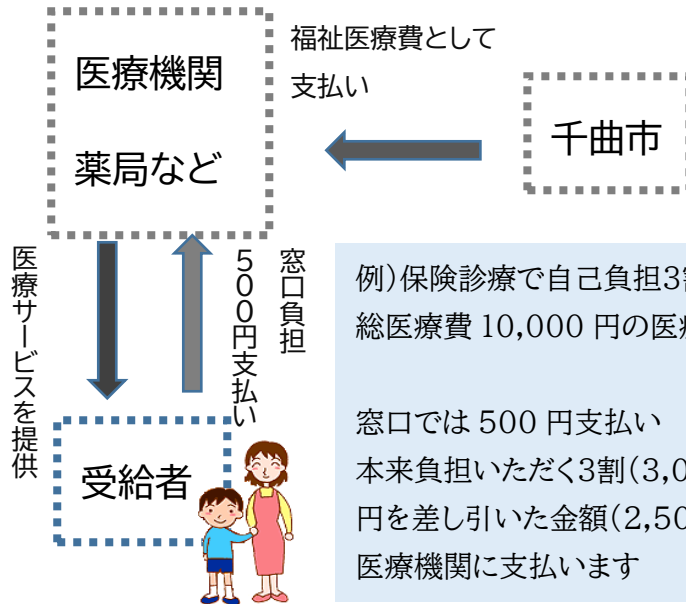 医療機関
薬局など
福祉医療費として
支払い
千曲市
医療サービスを提供
500円支払い
窓口負担
受給者
例)保険診療で自己負担3割
総医療費 10,000 円の医療
窓口では 500 円支払い
本来負担いただく3割(3,0
円を差し引いた金額(2,50
医療機関に支払います